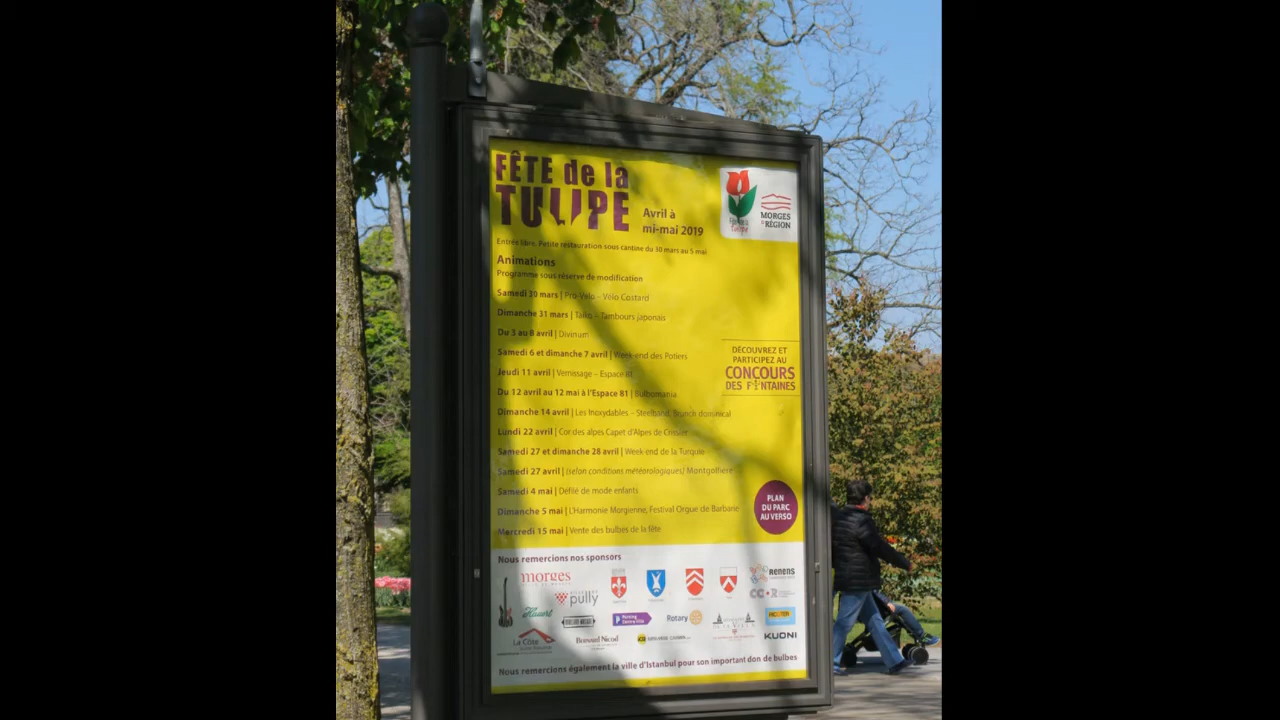 FÊTE de la
TULIPE
Avril à
mi-mai 2019
MORGES
RÉGION
Entrée libre. Petite restauration sous cantine du 30 mars au 5 mai
Animations
Programme sous réserve de modification
Samedi 30 mars | Pro-Vélo – Vélo Costard
Dimanche 31 mars | Taiko – Tambours japonais
Du 3 au 8 avril | Divinum
Samedi 6 et dimanche 7 avril | Week-end des Potiers
Jeudi 11 avril | Vernissage – Espace 81
Du 12 avril au 12 mai à l'Espace 81 | Bulbomania
Dimanche 14 avril | Les Inoxydables – Steelband, Brunch dominical
Lundi 22 avril | Cor des alpes Capet d'Alpes de Crissier
Samedi 27 et dimanche 28 avril | Week-end de la Turquie
Samedi 27 avril | (selon conditions météorologiques) Montgolfière
Samedi 4 mai | Défilé de mode enfants
Dimanche 5 mai | L'Harmonie Morgienne, Festival Orgue de Barbarie
Mercredi 15 mai | Vente des bulbes de la fête
DÉCOUVREZ ET
PARTICIPEZ AU
CONCOURS
DES FONTAINES
PLAN
DU PARC
AU VERSO
Nous remercions nos sponsors
morges
pully
Renens
Rotary
La Côte
Bernard Nicod
KUONI
Nous remercions également la ville d'Istanbul pour son important don de bulbes